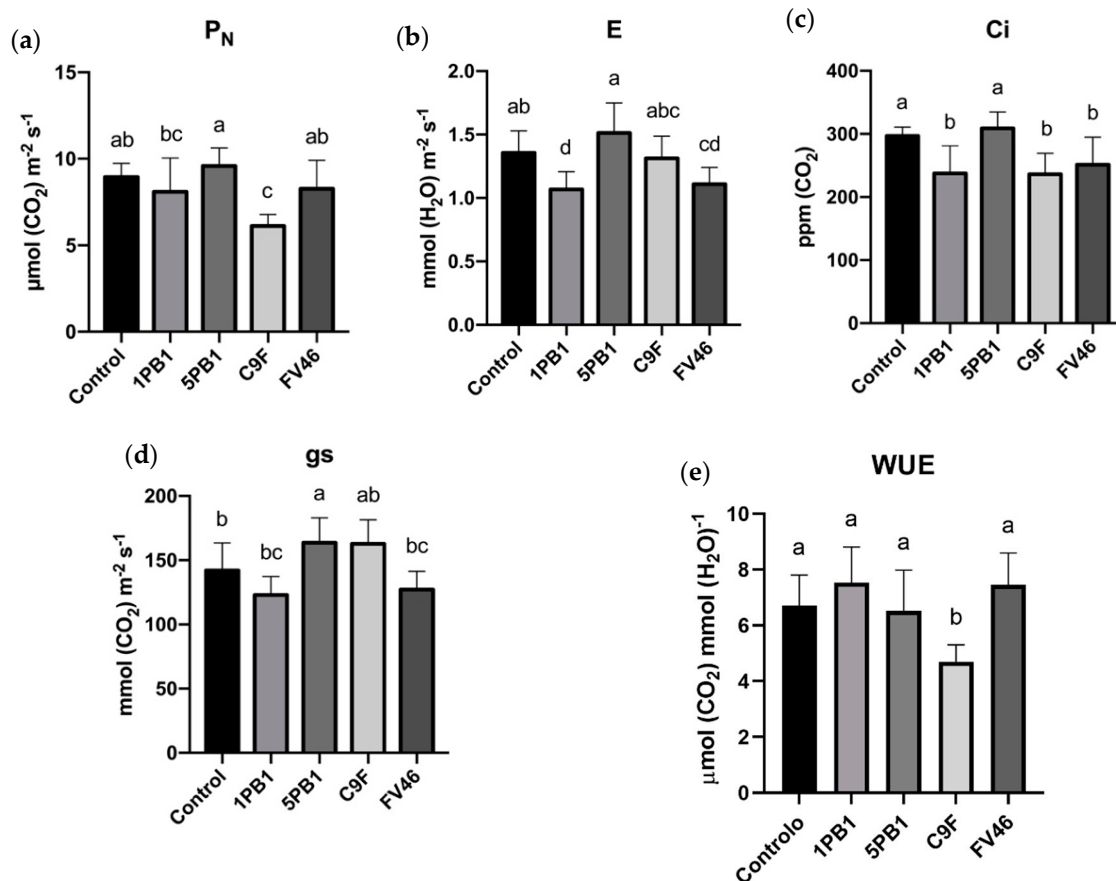 (a)
P_N
µmol (CO₂) m⁻² s⁻¹
15
10
5
0
ab
bc
a
c
ab
Control
1PB1
5PB1
C9F
FV46
(b)
E
mmol (H₂O) m⁻² s⁻¹
2.0
1.5
1.0
0.5
0.0
ab
d
a
abc
cd
Control
1PB1
5PB1
C9F
FV46
(c)
Ci
ppm (CO₂)
400
300
200
100
0
a
b
a
b
b
Control
1PB1
5PB1
C9F
FV46
(d)
gs
mmol (CO₂) m⁻² s⁻¹
200
150
100
50
0
b
bc
a
ab
bc
Control
1PB1
5PB1
C9F
FV46
(e)
WUE
µmol (CO₂) mmol (H₂O)⁻¹
10
8
6
4
2
0
a
a
a
b
a
Controlo
1PB1
5PB1
C9F
FV46